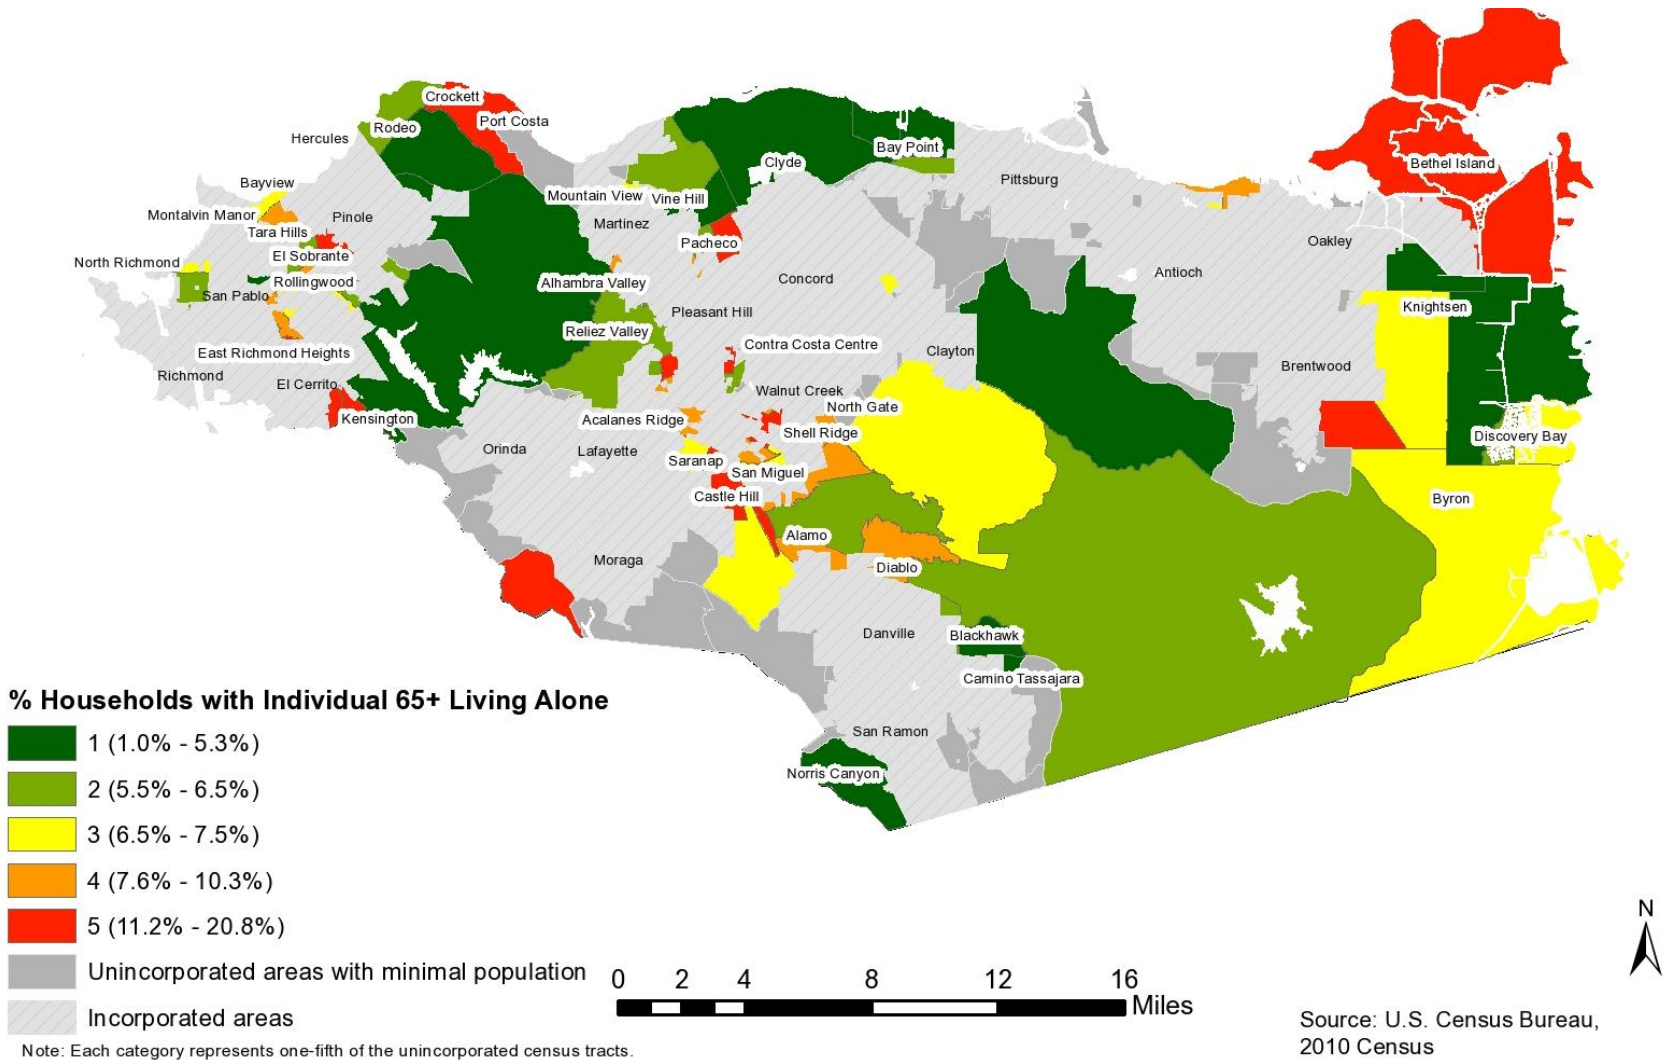 Crockett
Port Costa
Rodeo
Hercules
Bay Point
Clyde
Bethel Island
Bayview
Mountain View
Vine Hill
Pittsburg
Montalvin Manor
Pinole
Martinez
Tara Hills
Pacheco
Oakley
El Sobrante
North Richmond
Rollingwood
Concord
Antioch
San Pablo
Alhambra Valley
Knightsen
Pleasant Hill
Reliez Valley
Contra Costa Centre
East Richmond Heights
Clayton
Brentwood
Richmond
El Cerrito
Walnut Creek
North Gate
Kensington
Acalanes Ridge
Shell Ridge
Discovery Bay
Orinda
Lafayette
Saranap
San Miguel
Castle Hill
Byron
Alamo
Moraga
Diablo
Danville
Blackhawk
Camino Tassajara
San Ramon
Norris Canyon
% Households with Individual 65+ Living Alone
1 (1.0% - 5.3%)
2 (5.5% - 6.5%)
3 (6.5% - 7.5%)
4 (7.6% - 10.3%)
5 (11.2% - 20.8%)
Unincorporated areas with minimal population
Incorporated areas
Note: Each category represents one-fifth of the unincorporated census tracts.
0 2 4 8 12 16
Miles
N
Source: U.S. Census Bureau,
2010 Census